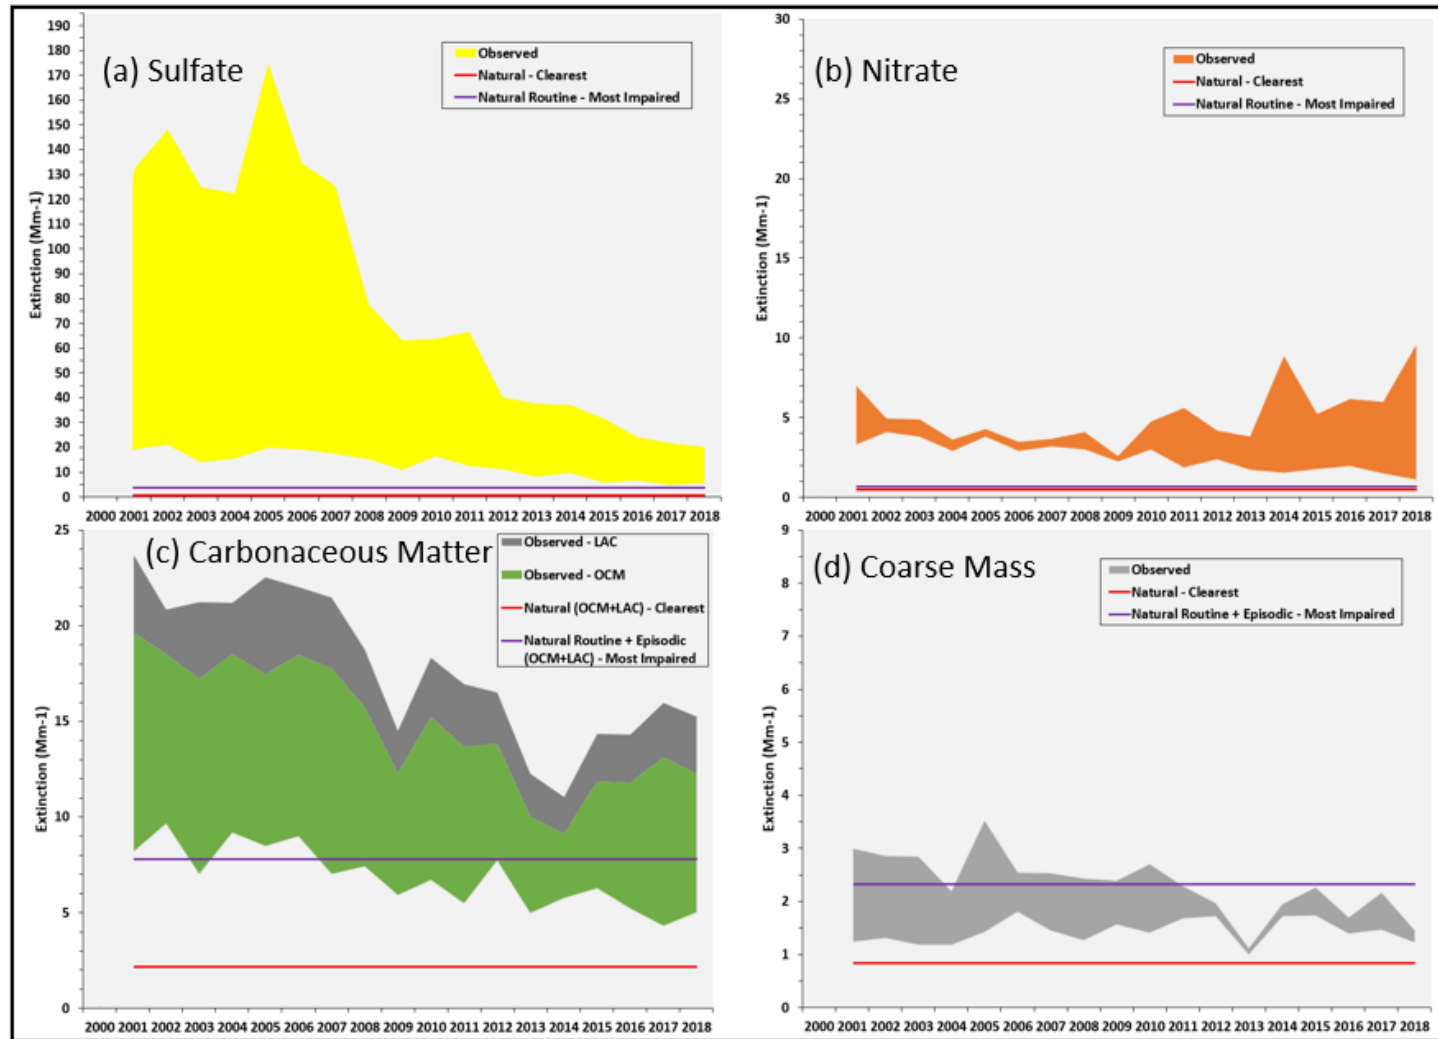 (a) Sulfate
Observed
Natural - Clearest
Natural Routine - Most Impaired
Extinction (Mm-1)
190
180
170
160
150
140
130
120
110
100
90
80
70
60
50
40
30
20
10
0
2000 2001 2002 2003 2004 2005 2006 2007 2008 2009 2010 2011 2012 2013 2014 2015 2016 2017 2018
(b) Nitrate
Observed
Natural - Clearest
Natural Routine - Most Impaired
Extinction (Mm-1)
30
25
20
15
10
5
0
2000 2001 2002 2003 2004 2005 2006 2007 2008 2009 2010 2011 2012 2013 2014 2015 2016 2017 2018
(c) Carbonaceous Matter
Observed - LAC
Observed - OCM
Natural (OCM+LAC) - Clearest
Natural Routine + Episodic
(OCM+LAC) - Most Impaired
Extinction (Mm-1)
25
20
15
10
5
0
2000 2001 2002 2003 2004 2005 2006 2007 2008 2009 2010 2011 2012 2013 2014 2015 2016 2017 2018
(d) Coarse Mass
Observed
Natural - Clearest
Natural Routine + Episodic - Most Impaired
Extinction (Mm-1)
9
8
7
6
5
4
3
2
1
0
2000 2001 2002 2003 2004 2005 2006 2007 2008 2009 2010 2011 2012 2013 2014 2015 2016 2017 2018